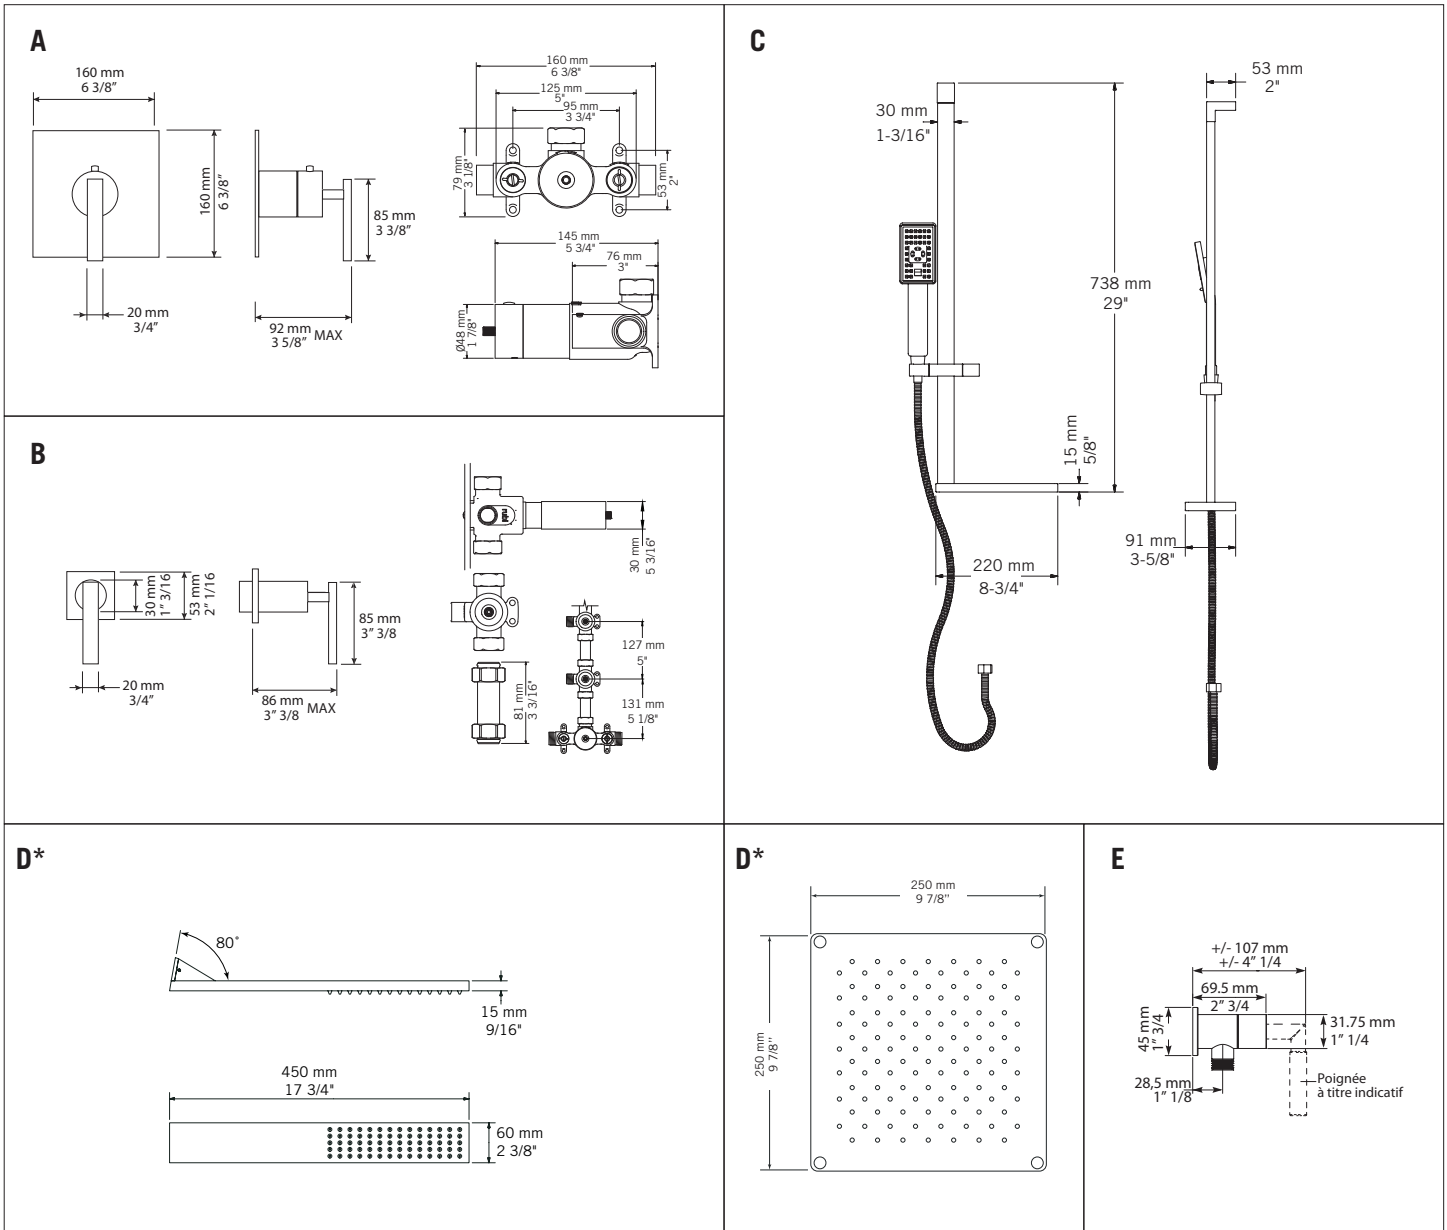 A
160 mm
6 3/8"
160 mm
6 3/8"
20 mm
3/4"
92 mm MAX
3 5/8"
85 mm
3 3/8"
160 mm
6 3/8"
125 mm
5"
95 mm
3 3/4"
79 mm
3 1/8"
53 mm
2"
145 mm
5 3/4"
76 mm
3"
Ø48 mm
1 7/8"
B
30 mm
1" 3/16
53 mm
2" 1/16
20 mm
3/4"
86 mm MAX
3" 3/8
85 mm
3" 3/8
rubi
30 mm
5 3/16"
81 mm
3 3/16"
127 mm
5"
131 mm
5 1/8"
C
30 mm
1-3/16"
738 mm
29"
15 mm
5/8"
220 mm
8-3/4"
53 mm
2"
91 mm
3-5/8"
D*
80°
15 mm
9/16"
450 mm
17 3/4"
60 mm
2 3/8"
D*
250 mm
9 7/8"
250 mm
9 7/8"
E
+/- 107 mm
+/- 4" 1/4
69.5 mm
2" 3/4
45 mm
1" 3/4
31.75 mm
1" 1/4
28,5 mm
1" 1/8
Poignée
à titre indicatif